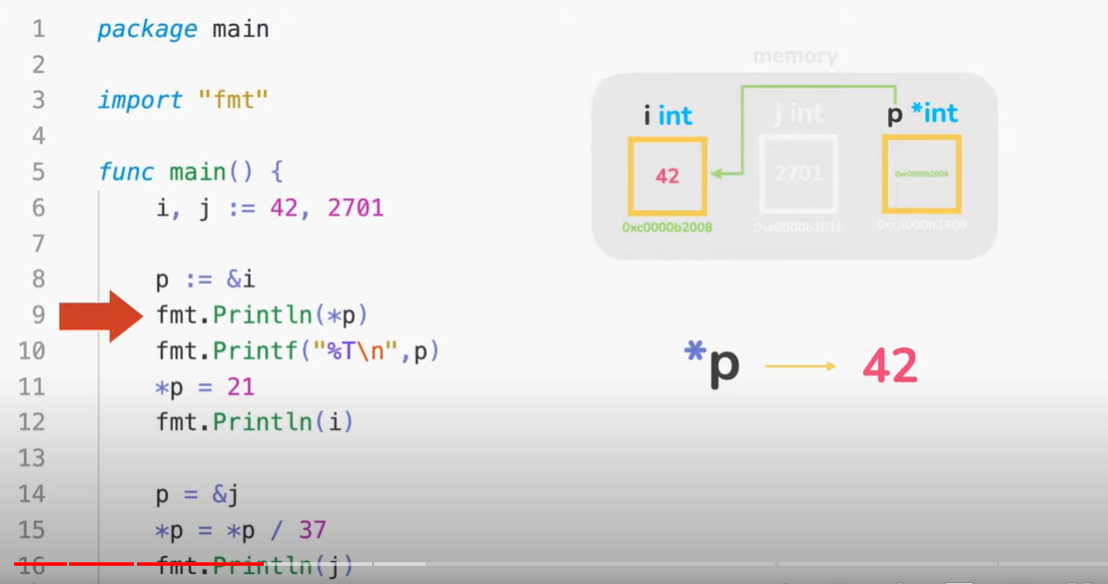 1 package main
2
3 import "fmt"
4
5 func main() {
6 i, j := 42, 2701
7
8 p := &i
9 fmt.Println(*p)
10 fmt.Printf("%T\n",p)
11 *p = 21
12 fmt.Println(i)
13
14 p = &j
15 *p = *p / 37
16 fmt.Println(j)
memory
i int j int p *int
42 2701 0xc0000b2008
0xc0000b2008
*p 42